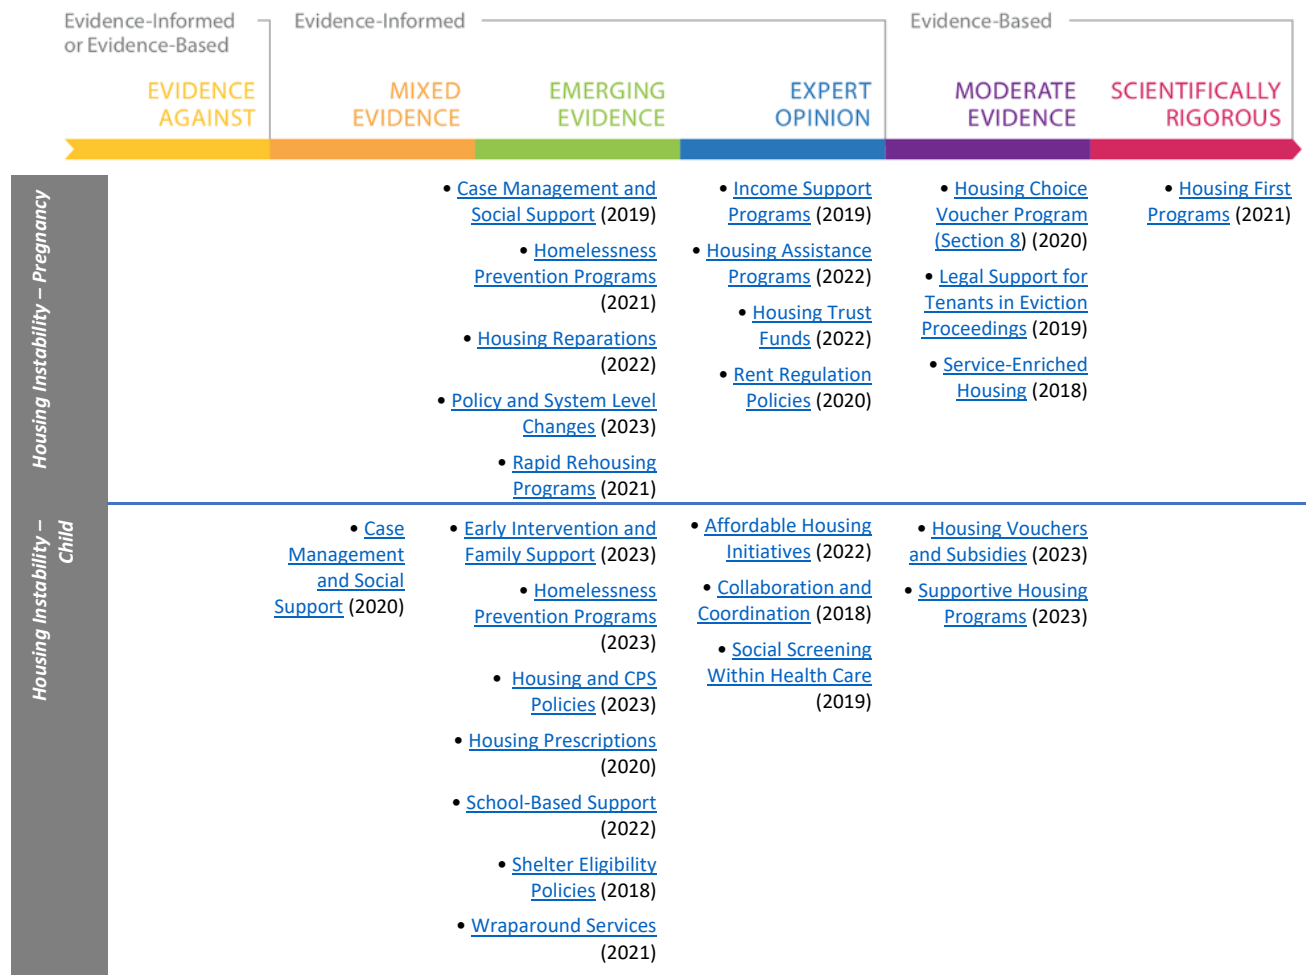 Evidence-Informed
or Evidence-Based
Evidence-Informed
Evidence-Based
EVIDENCE
AGAINST
MIXED
EVIDENCE
EMERGING
EVIDENCE
EXPERT
OPINION
MODERATE
EVIDENCE
SCIENTIFICALLY
RIGOROUS
Housing Instability – Pregnancy
• Case Management and
Social Support (2019)
• Homelessness
Prevention Programs
(2021)
• Housing Reparations
(2022)
• Policy and System Level
Changes (2023)
• Rapid Rehousing
Programs (2021)
• Income Support
Programs (2019)
• Housing Assistance
Programs (2022)
• Housing Trust
Funds (2022)
• Rent Regulation
Policies (2020)
• Housing Choice
Voucher Program
(Section 8) (2020)
• Legal Support for
Tenants in Eviction
Proceedings (2019)
• Service-Enriched
Housing (2018)
• Housing First
Programs (2021)
Housing Instability –
Child
• Case
Management
and Social
Support (2020)
• Early Intervention and
Family Support (2023)
• Homelessness
Prevention Programs
(2023)
• Housing and CPS
Policies (2023)
• Housing Prescriptions
(2020)
• School-Based Support
(2022)
• Shelter Eligibility
Policies (2018)
• Wraparound Services
(2021)
• Affordable Housing
Initiatives (2022)
• Collaboration and
Coordination (2018)
• Social Screening
Within Health Care
(2019)
• Housing Vouchers
and Subsidies (2023)
• Supportive Housing
Programs (2023)